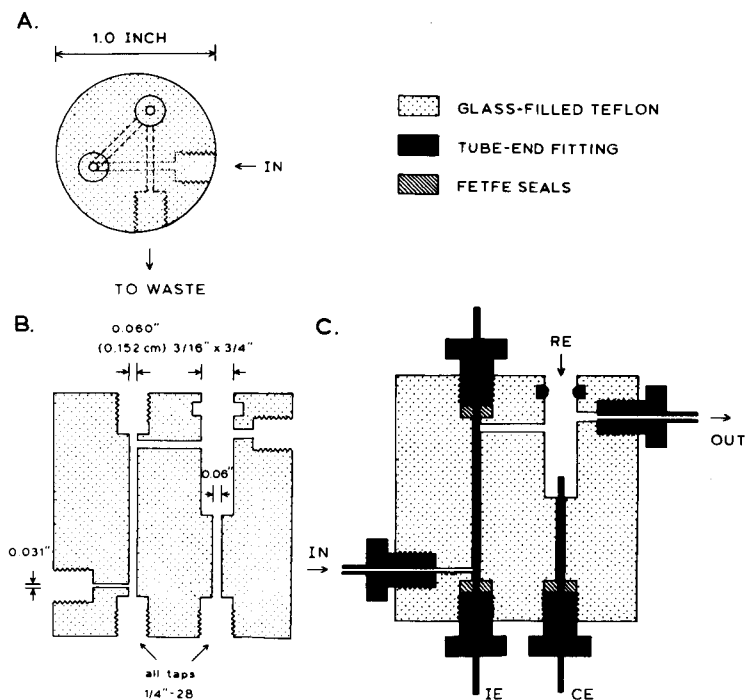 A.
1.0 INCH
IN
TO WASTE
GLASS-FILLED TEFLON
TUBE-END FITTING
FETFE SEALS
B.
0.060"
(0.152 cm) 3/16" x 3/4"
0.06"
0.031"
all taps
1/4"-28
C.
RE
OUT
IN
IE
CE